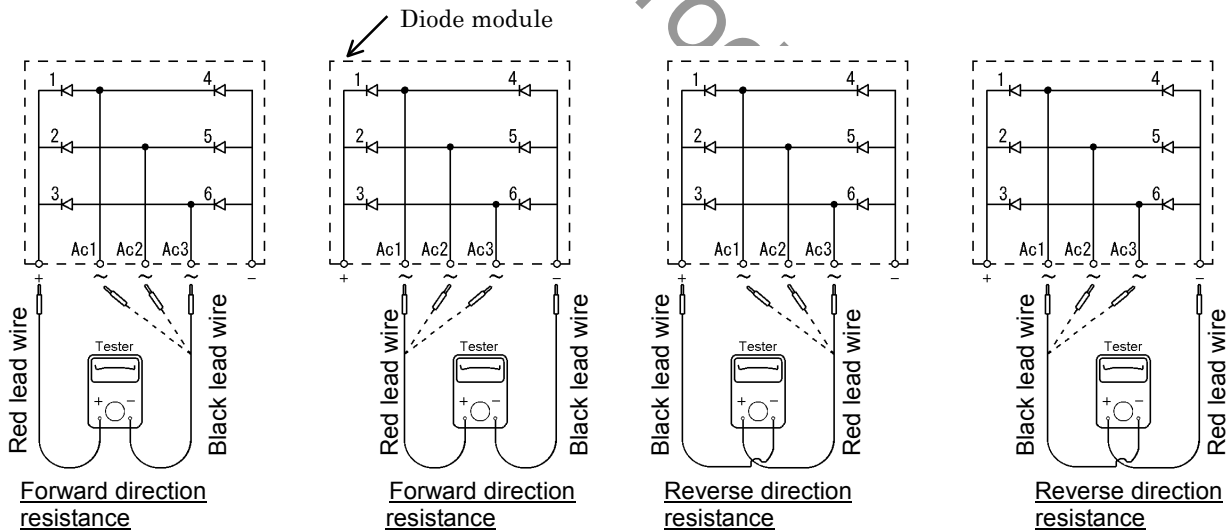 Diode module
1 4
2 5
3 6
Ac1 Ac2 Ac3
+ ~ ~ ~ −
Red lead wire
Tester
+ −
Black lead wire
Forward direction
resistance
1 4
2 5
3 6
Ac1 Ac2 Ac3
+ ~ ~ ~ −
Red lead wire
Tester
+ −
Black lead wire
Forward direction
resistance
1 4
2 5
3 6
Ac1 Ac2 Ac3
+ ~ ~ ~ −
Black lead wire
Tester
+ −
Red lead wire
Reverse direction
resistance
1 4
2 5
3 6
Ac1 Ac2 Ac3
+ ~ ~ ~ −
Black lead wire
Tester
+ −
Red lead wire
Reverse direction
resistance